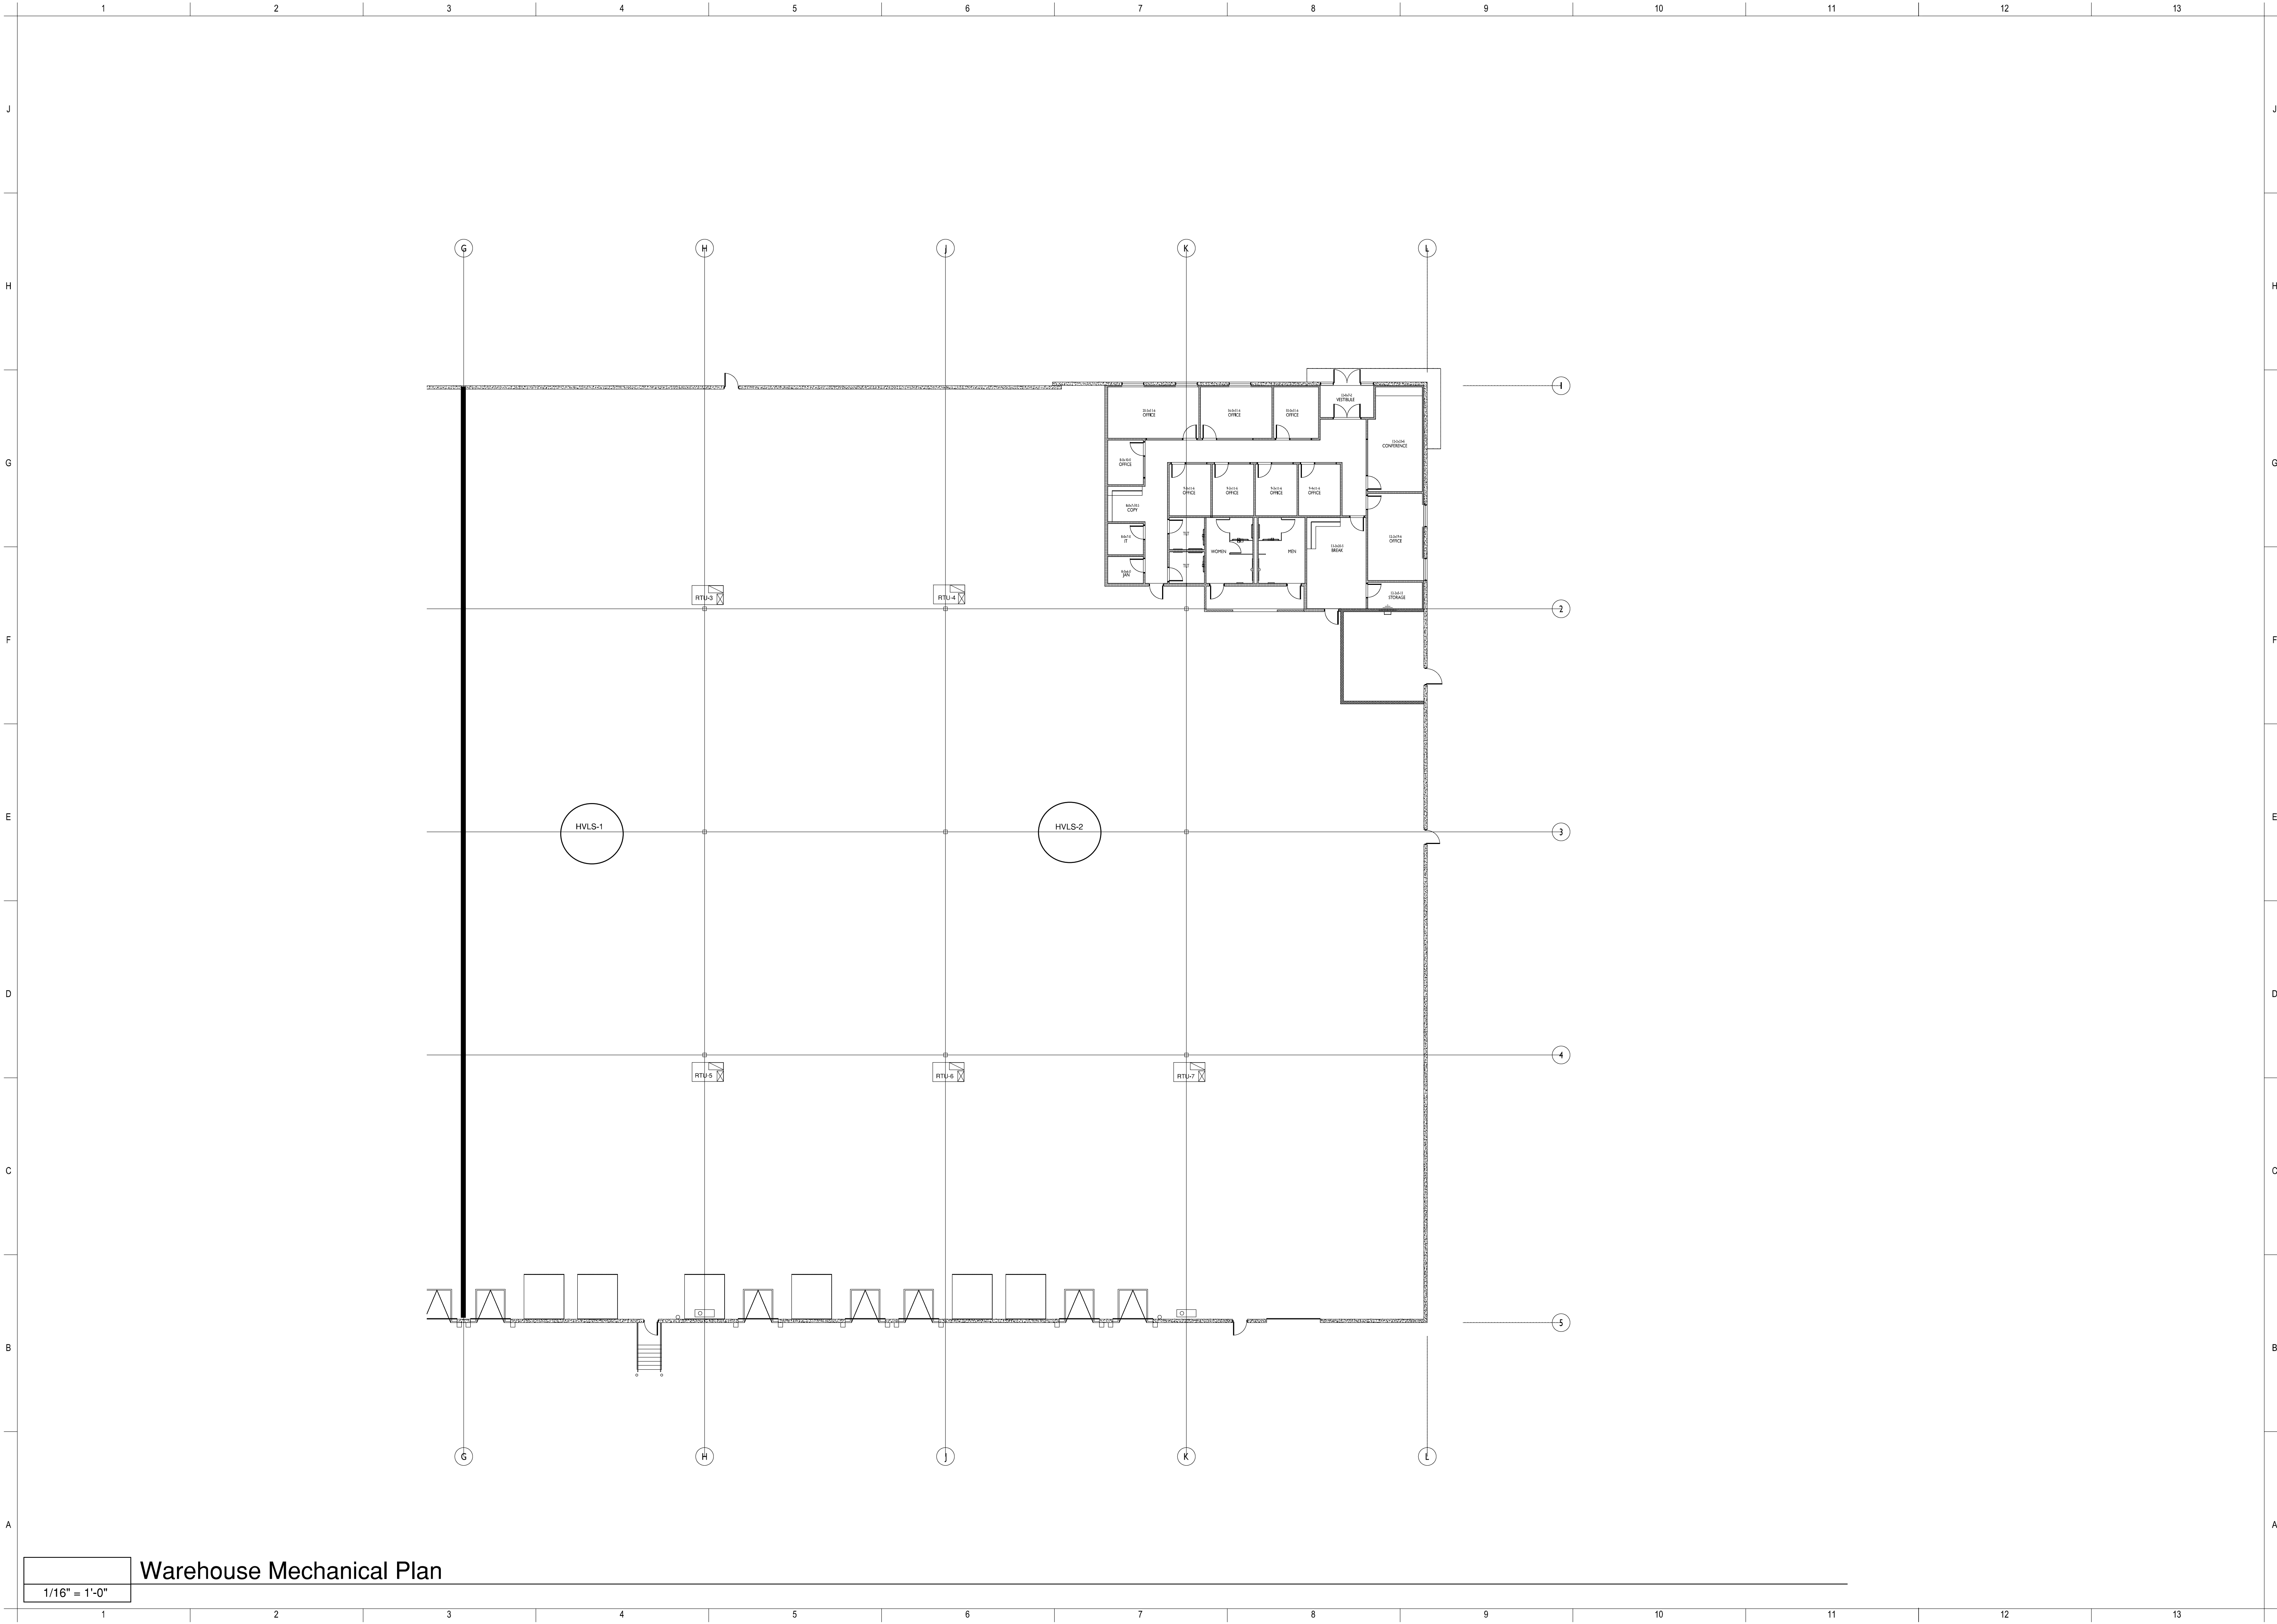 1 2 3 4 5 6 7 8 9 10 11 12 13
J J
H H
G H J K L
1
VESTIBULE
OFFICE OFFICE OFFICE
CONFERENCE
G G
OFFICE
OFFICE OFFICE OFFICE OFFICE
COPY
TLT
IT
OFFICE
WOMEN MEN BREAK
TLT
JAN
STORAGE
RTU-3 RTU-4
2
F F
E E
HVLS-1 HVLS-2
3
D D
4
RTU-5 RTU-6 RTU-7
C C
5
B B
G H J K L
A A
Warehouse Mechanical Plan
1/16" = 1'-0"
1 2 3 4 5 6 7 8 9 10 11 12 13